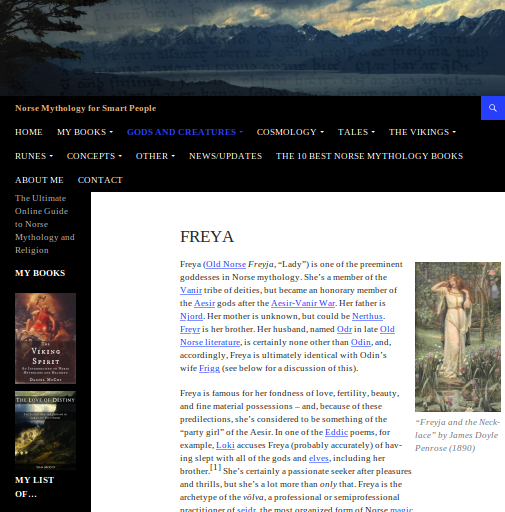 Norse Mythology for Smart People
HOME MY BOOKS GODS AND CREATURES COSMOLOGY TALES THE VIKINGS
RUNES CONCEPTS OTHER NEWS/UPDATES THE 10 BEST NORSE MYTHOLOGY BOOKS
ABOUT ME CONTACT
The Ultimate
Online Guide
to Norse
Mythology and
Religion
MY BOOKS
THE
VIKING
SPIRIT
DANIEL MCCOY
THE LOVE OF DESTINY
MY LIST
OF…
FREYA
Freya (Old Norse Freyja, “Lady”) is one of the preeminent
goddesses in Norse mythology. She’s a member of the
Vanir tribe of deities, but became an honorary member of
the Aesir gods after the Aesir-Vanir War. Her father is
Njord. Her mother is unknown, but could be Nerthus.
Freyr is her brother. Her husband, named Odr in late Old
Norse literature, is certainly none other than Odin, and,
accordingly, Freya is ultimately identical with Odin’s
wife Frigg (see below for a discussion of this).
Freya is famous for her fondness of love, fertility, beauty,
and fine material possessions – and, because of these
predilections, she’s considered to be something of the
“party girl” of the Aesir. In one of the Eddic poems, for
example, Loki accuses Freya (probably accurately) of hav-
ing slept with all of the gods and elves, including her
brother.[1] She’s certainly a passionate seeker after pleasures
and thrills, but she’s a lot more than only that. Freya is the
archetype of the völva, a professional or semiprofessional
practitioner of seidr, the most organized form of Norse magic
“Freyja and the Neck-
lace” by James Doyle
Penrose (1890)